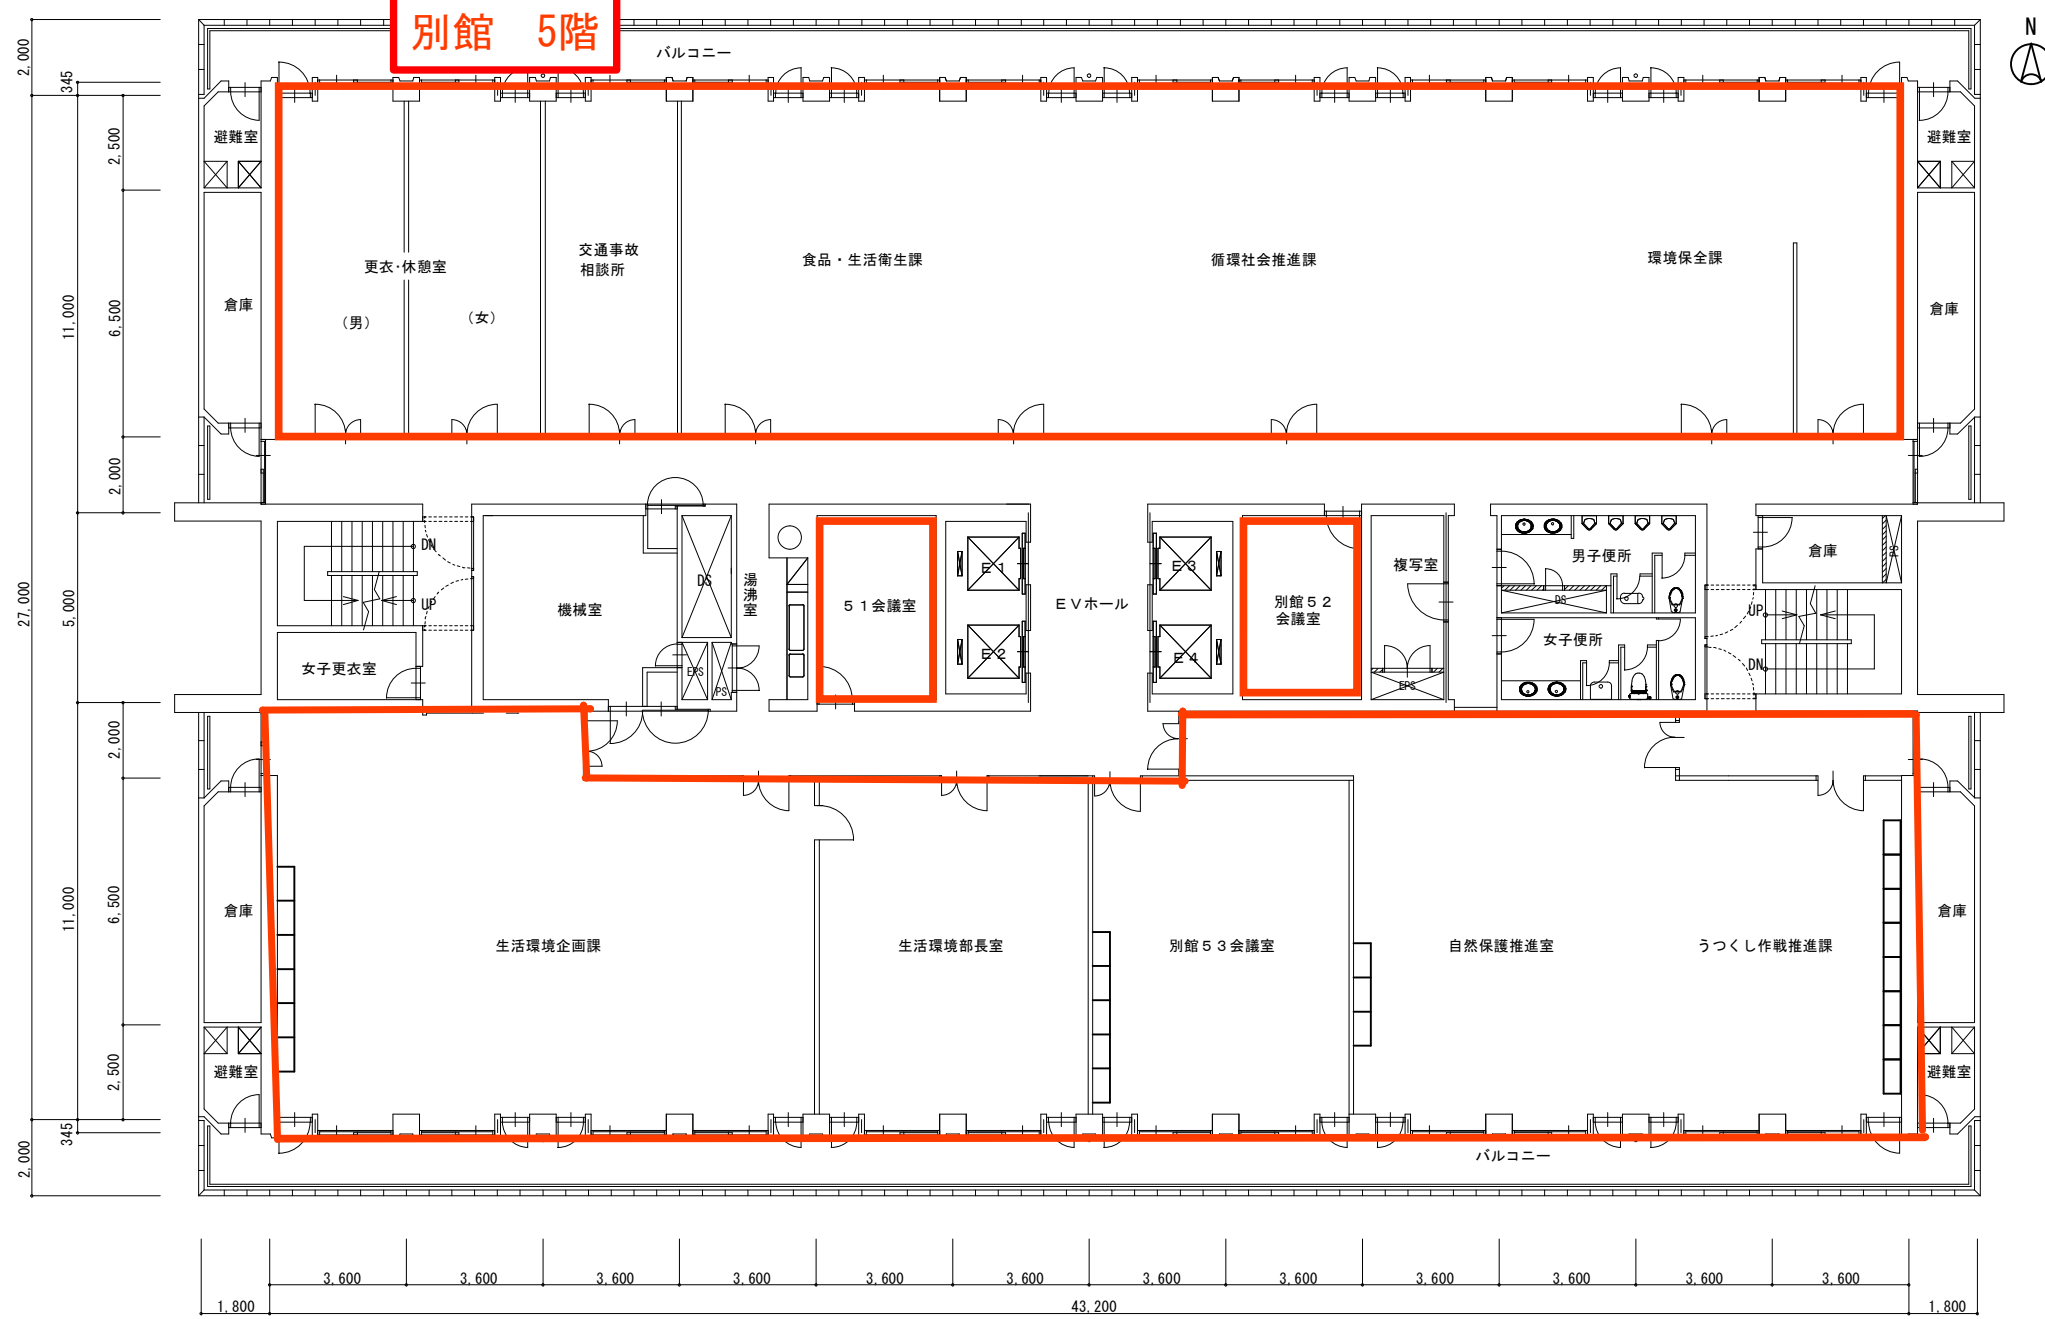 別館　5階
N
バルコニー
避難室
避難室
更衣・休憩室
(男)
(女)
交通事故
相談所
食品・生活衛生課
循環社会推進課
環境保全課
倉庫
倉庫
DN
UP
女子更衣室
機械室
DS
EPS
PS
湯沸室
５１会議室
E1
E2
ＥＶホール
E3
E4
別館５２
会議室
複写室
EPS
男子便所
DS
女子便所
倉庫
PS
UP
DN
生活環境企画課
生活環境部長室
別館５３会議室
自然保護推進室
うつくし作戦推進課
倉庫
倉庫
避難室
避難室
バルコニー
2,000
345
2,500
11,000
6,500
2,000
27,000
5,000
2,000
11,000
6,500
2,500
345
2,000
3,600
3,600
3,600
3,600
3,600
3,600
3,600
3,600
3,600
3,600
3,600
3,600
1,800
43,200
1,800